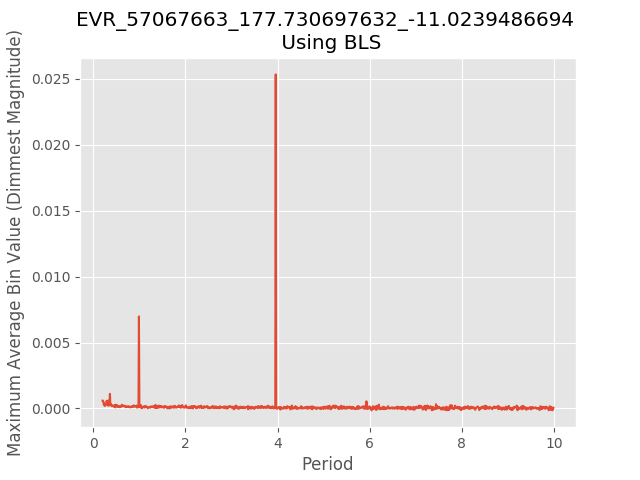 EVR_57067663_177.730697632_-11.0239486694
Using BLS
Maximum Average Bin Value (Dimmest Magnitude)
0.025
0.020
0.015
0.010
0.005
0.000
0 2 4 6 8 10
Period